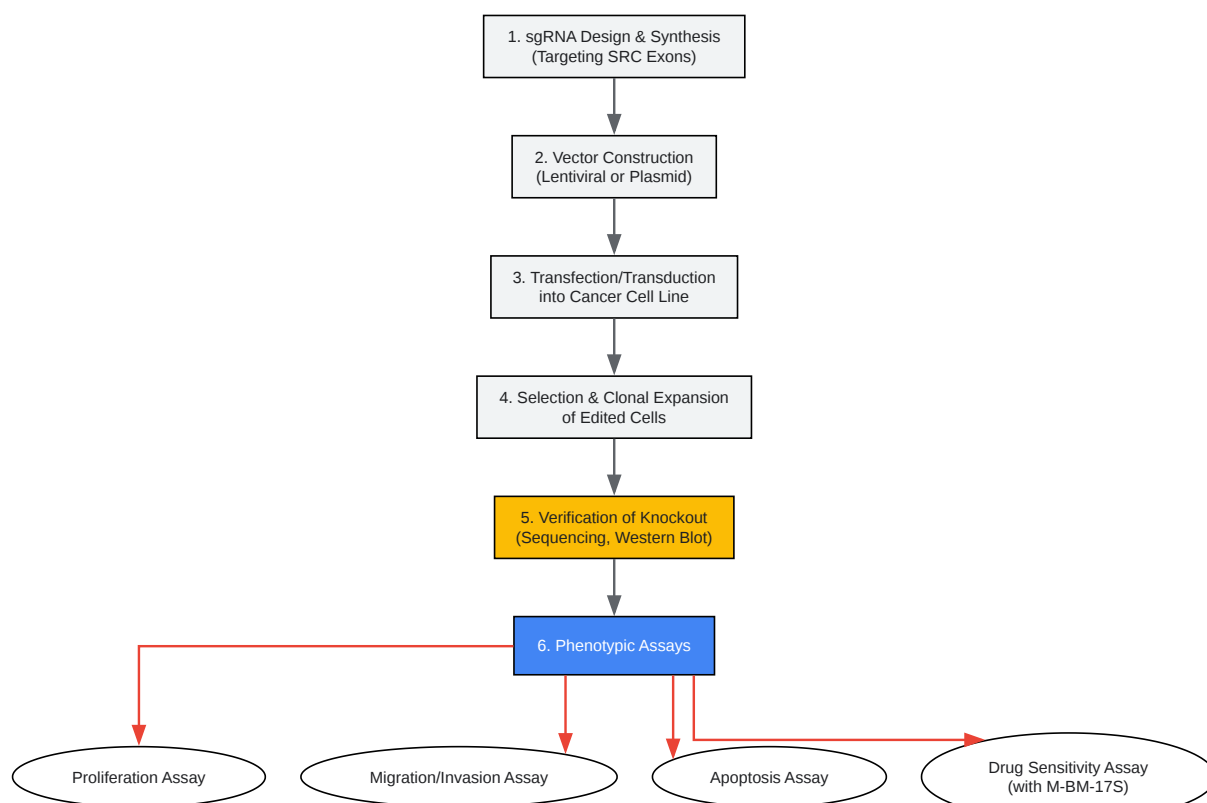 1. sgRNA Design & Synthesis
(Targeting SRC Exons)
2. Vector Construction
(Lentiviral or Plasmid)
3. Transfection/Transduction
into Cancer Cell Line
4. Selection & Clonal Expansion
of Edited Cells
5. Verification of Knockout
(Sequencing, Western Blot)
6. Phenotypic Assays
Proliferation Assay
Migration/Invasion Assay
Apoptosis Assay
Drug Sensitivity Assay
(with M-BM-17S)